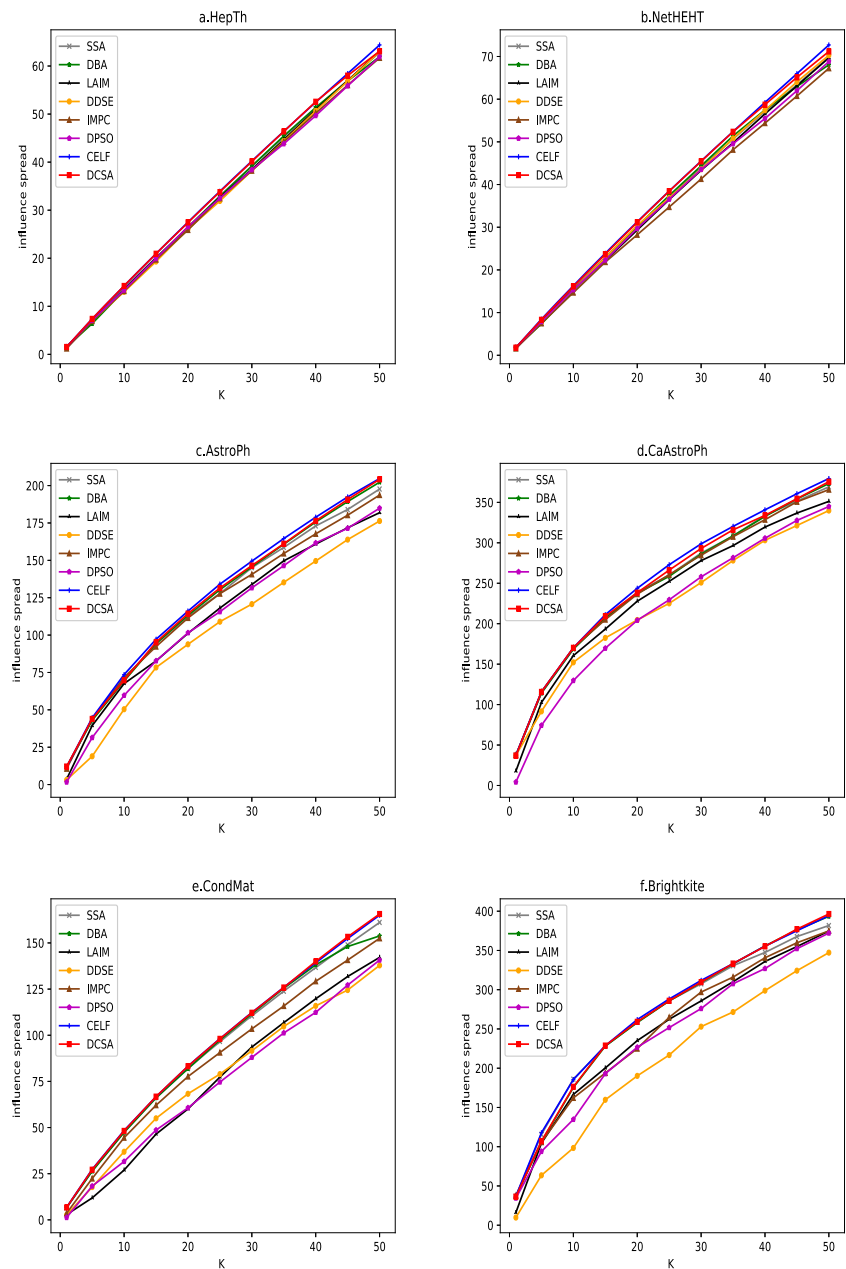 a.HepTh
influence spread
60
50
40
30
20
10
0
SSA
DBA
LAIM
DDSE
IMPC
DPSO
CELF
DCSA
0 10 20 30 40 50
K
b.NetHEHT
influence spread
70
60
50
40
30
20
10
0
SSA
DBA
LAIM
DDSE
IMPC
DPSO
CELF
DCSA
0 10 20 30 40 50
K
c.AstroPh
influence spread
200
175
150
125
100
75
50
25
0
SSA
DBA
LAIM
DDSE
IMPC
DPSO
CELF
DCSA
0 10 20 30 40 50
K
d.CaAstroPh
influence spread
350
300
250
200
150
100
50
0
SSA
DBA
LAIM
DDSE
IMPC
DPSO
CELF
DCSA
0 10 20 30 40 50
K
e.CondMat
influence spread
150
125
100
75
50
25
0
SSA
DBA
LAIM
DDSE
IMPC
DPSO
CELF
DCSA
0 10 20 30 40 50
K
f.Brightkite
influence spread
400
350
300
250
200
150
100
50
0
SSA
DBA
LAIM
DDSE
IMPC
DPSO
CELF
DCSA
0 10 20 30 40 50
K